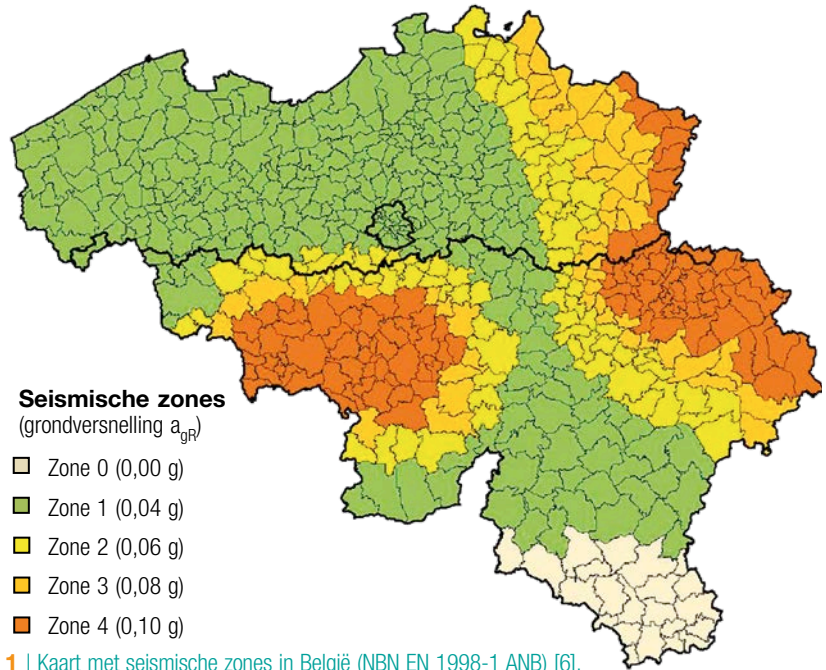 Seismische zones
(grondversnelling agR)
Zone 0 (0,00 g)
Zone 1 (0,04 g)
Zone 2 (0,06 g)
Zone 3 (0,08 g)
Zone 4 (0,10 g)
1 | Kaart met seismische zones in België (NBN EN 1998-1 ANB) [6].